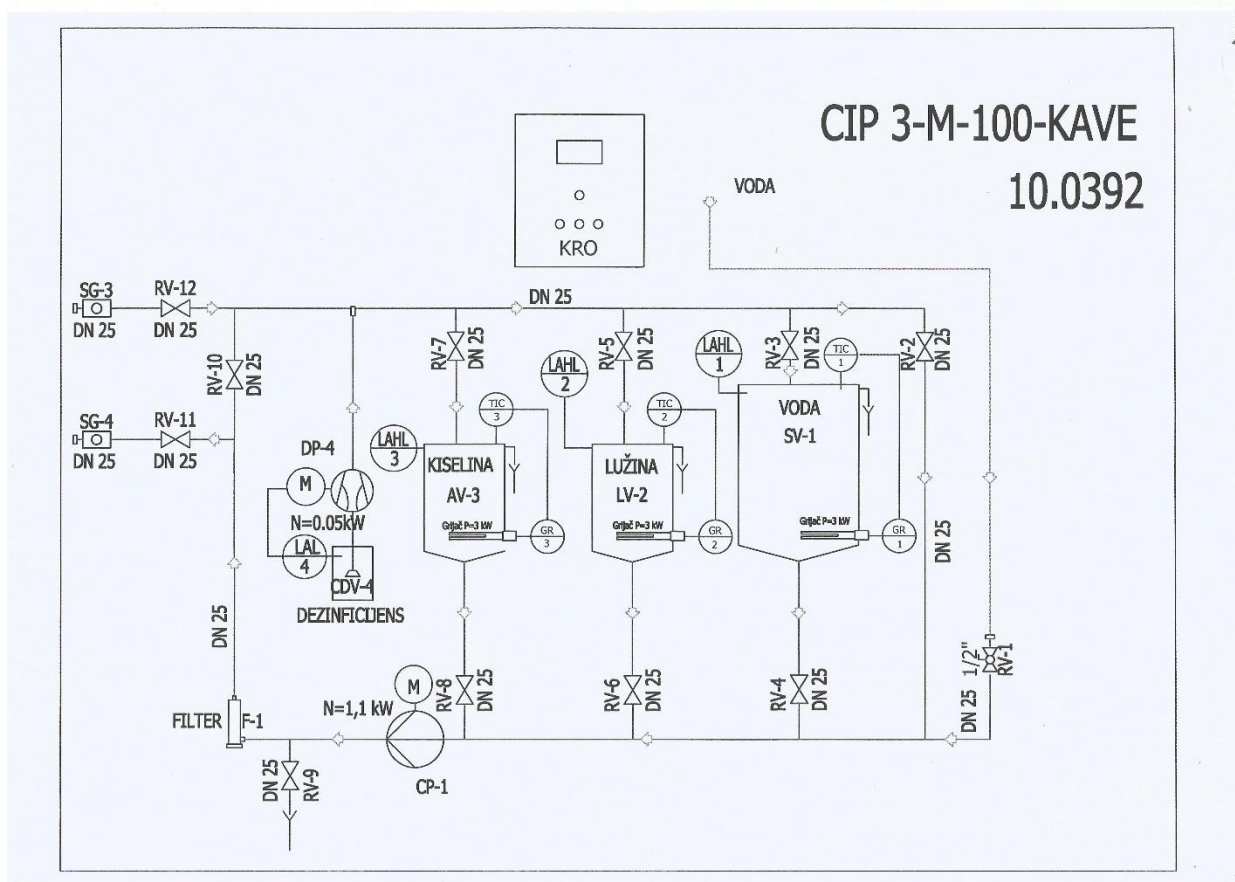 CIP 3-M-100-KAVE
10.0392
KRO
VODA
SG-3
DN 25
RV-12
DN 25
DN 25
RV-10
DN 25
RV-7
DN 25
RV-5
DN 25
RV-3
DN 25
RV-2
DN 25
LAHL
1
TIC
1
LAHL
2
TIC
2
TIC
3
VODA
SV-1
SG-4
DN 25
RV-11
DN 25
DP-4
M
N=0.05kW
LAL
4
CDV-4
DEZINFICIJENS
LAHL
3
KISELINA
AV-3
Grijač P=3 kW
GR
3
LUŽINA
LV-2
Grijač P=3 kW
GR
2
Grijač P=3 kW
GR
1
DN 25
DN 25
FILTER
F-1
M
N=1,1 kW
CP-1
RV-8
DN 25
RV-6
DN 25
RV-4
DN 25
1/2"
RV-1
DN 25
DN 25
RV-9